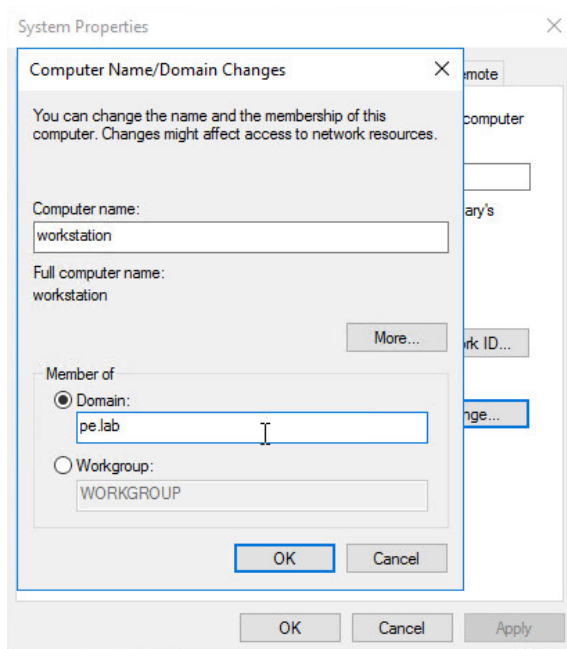 System Properties
Computer Name/Domain Changes
emote
You can change the name and the membership of this
computer. Changes might affect access to network resources.
computer
Computer name:
ary's
workstation
Full computer name:
workstation
More...
rk ID...
Member of
Domain:
nge...
pe.lab
Workgroup:
WORKGROUP
OK
Cancel
OK
Cancel
Apply